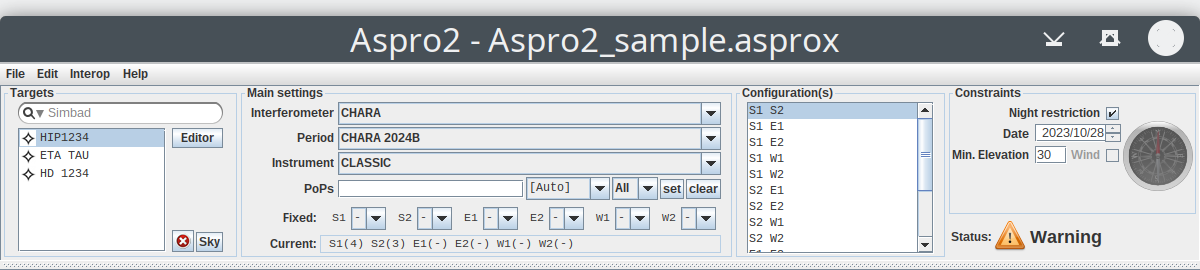 Aspro2 - Aspro2_sample.asprox
File Edit Interop Help
Targets
Simbad
HIP1234
ETA TAU
HD 1234
Editor
Sky
Main settings
Interferometer CHARA
Period CHARA 2024B
Instrument CLASSIC
PoPs [Auto] All set clear
Fixed: S1 - S2 - E1 - E2 - W1 - W2 -
Current: S1(4) S2(3) E1(-) E2(-) W1(-) W2(-)
Configuration(s)
S1 S2
S1 E1
S1 E2
S1 W1
S1 W2
S2 E1
S2 E2
S2 W1
S2 W2
E1 E2
Constraints
Night restriction
Date 2023/10/28
Min. Elevation 30 Wind
Status: Warning